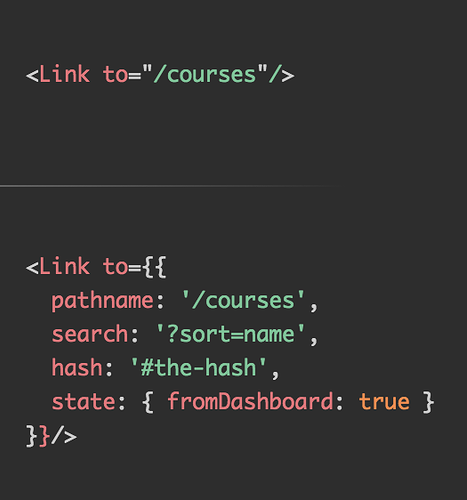 <Link to="/courses"/>
<Link to={{
  pathname: '/courses',
  search: '?sort=name',
  hash: '#the-hash',
  state: { fromDashboard: true }
}}/>